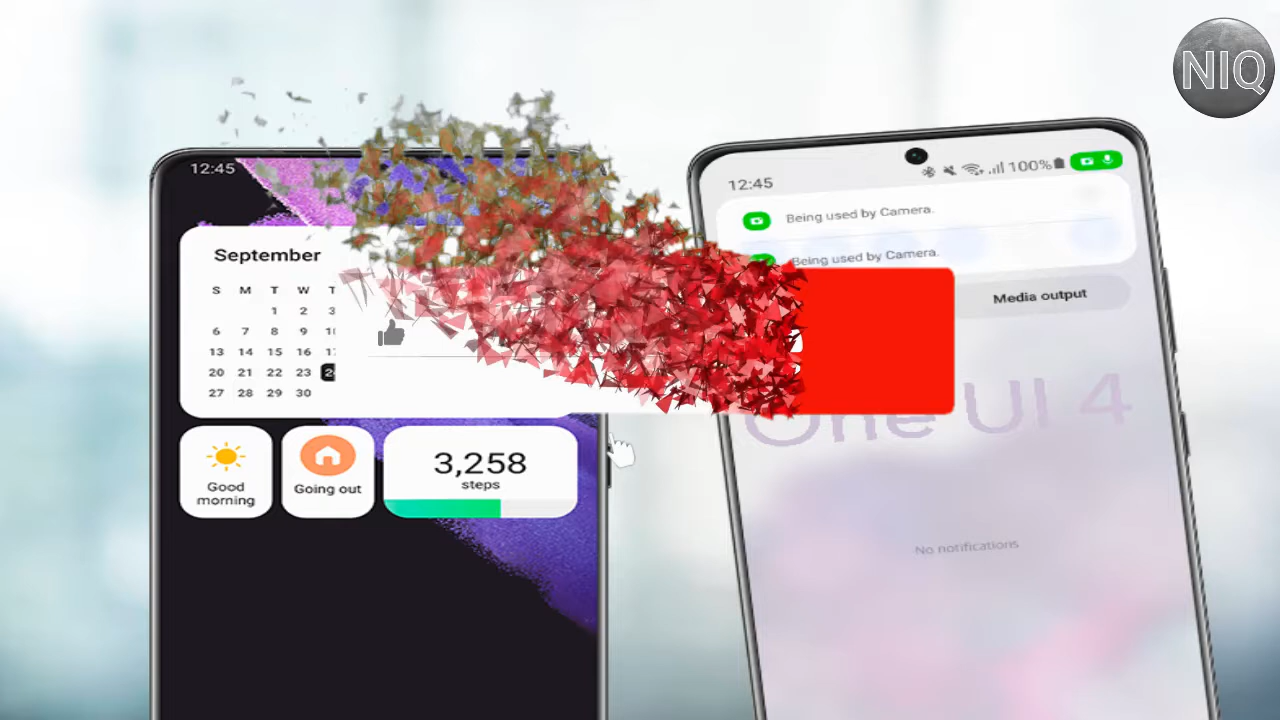 NIQ
12:45
September
S M T W T
1 2 3
6 7 8 9 10
13 14 15 16 17
20 21 22 23
27 28 29 30
Good
morning
Going out
3,258
steps
12:45
100%
Being used by Camera.
Being used by Camera.
Media output
One UI 4
No notifications